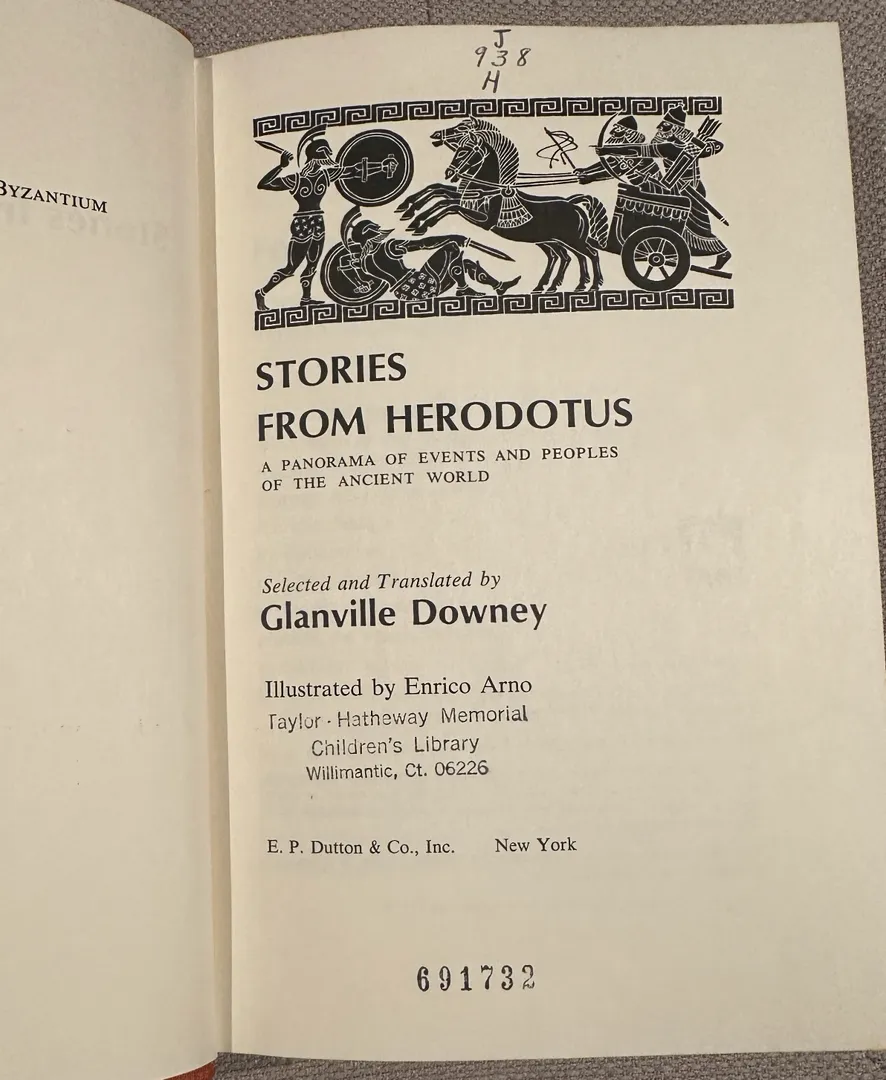 BYZANTIUM
J
938
H
STORIES
FROM HERODOTUS
A PANORAMA OF EVENTS AND PEOPLES
OF THE ANCIENT WORLD
Selected and Translated by
Glanville Downey
Illustrated by Enrico Arno
Taylor - Hatheway Memorial
Children's Library
Willimantic, Ct. 06226
E. P. Dutton & Co., Inc. New York
691732